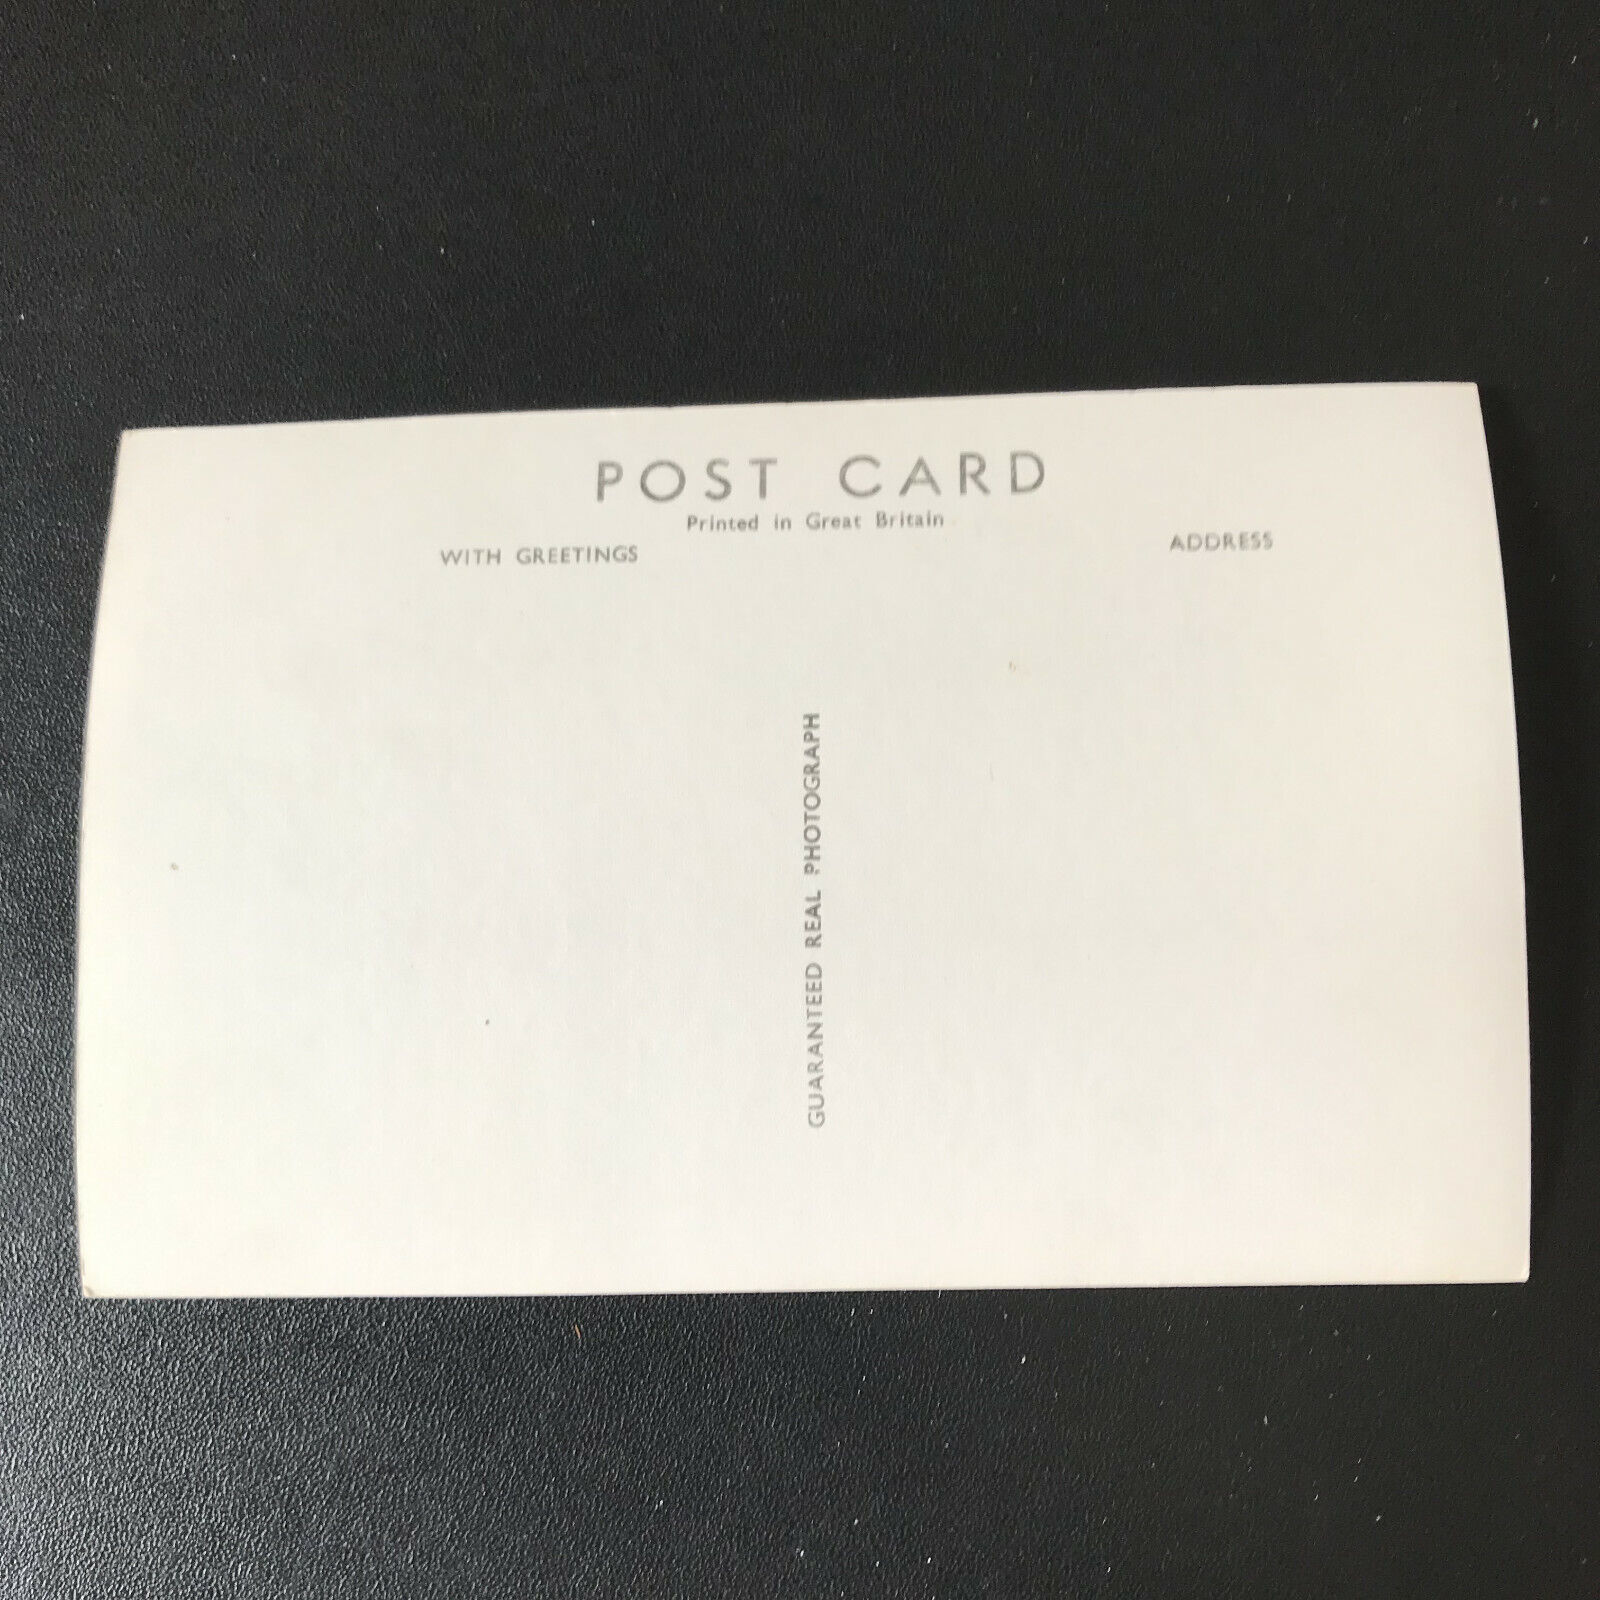 POST CARD
Printed in Great Britain
WITH GREETINGS
ADDRESS
GUARANTEED REAL PHOTOGRAPH